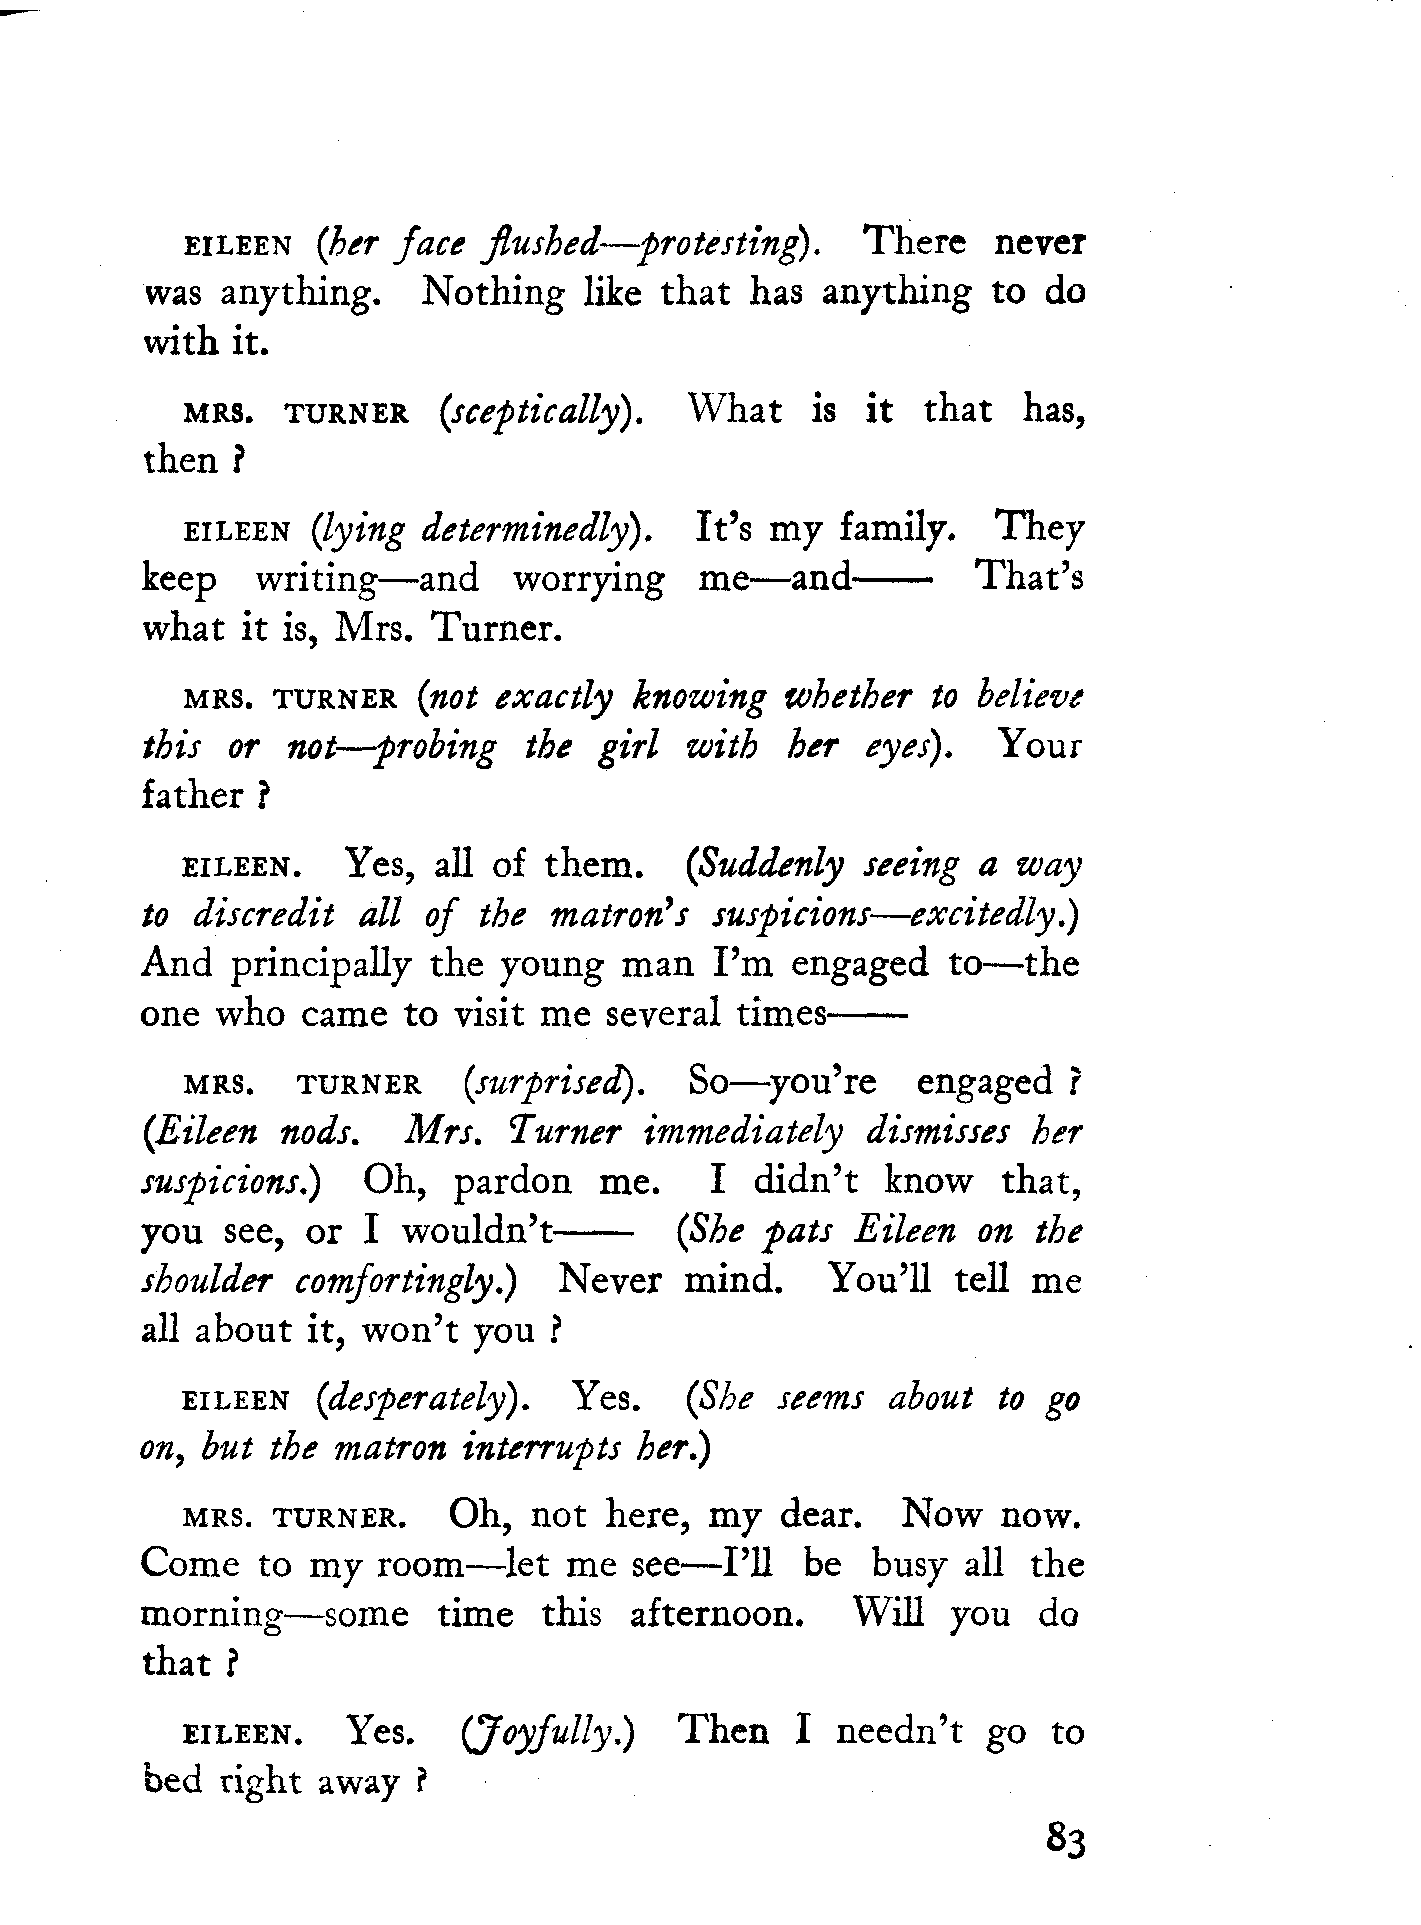 EILEEN (her face flushed—protesting). There never
was anything. Nothing like that has anything to do
with it.
MRS. TURNER (sceptically). What is it that has,
then ?
EILEEN (lying determinedly). It's my family. They
keep writing—and worrying me—and—— That's
what it is, Mrs. Turner.
MRS. TURNER (not exactly knowing whether to believe
this or not—probing the girl with her eyes). Your
father ?
EILEEN. Yes, all of them. (Suddenly seeing a way
to discredit all of the matron's suspicions—excitedly.)
And principally the young man I'm engaged to—the
one who came to visit me several times——
MRS. TURNER (surprised). So—you're engaged ?
(Eileen nods. Mrs. Turner immediately dismisses her
suspicions.) Oh, pardon me. I didn't know that,
you see, or I wouldn't—— (She pats Eileen on the
shoulder comfortingly.) Never mind. You'll tell me
all about it, won't you ?
EILEEN (desperately). Yes. (She seems about to go
on, but the matron interrupts her.)
MRS. TURNER. Oh, not here, my dear. Now now.
Come to my room—let me see—I'll be busy all the
morning—some time this afternoon. Will you do
that ?
EILEEN. Yes. (Joyfully.) Then I needn't go to
bed right away ?
83